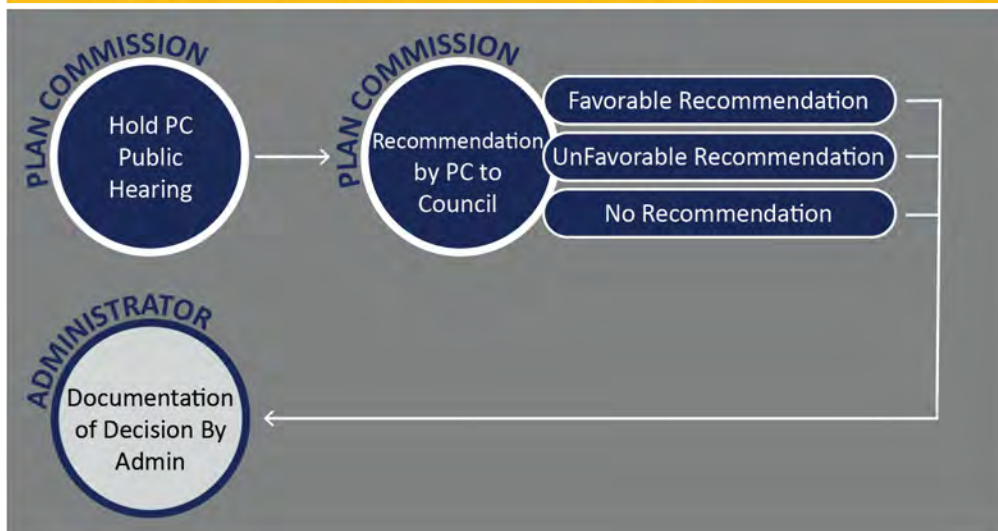 PLAN COMMISSION
Hold PC
Public
Hearing
PLAN COMMISSION
Recommendation
by PC to
Council
Favorable Recommendation
UnFavorable Recommendation
No Recommendation
ADMINISTRATOR
Documentation
of Decision By
Admin